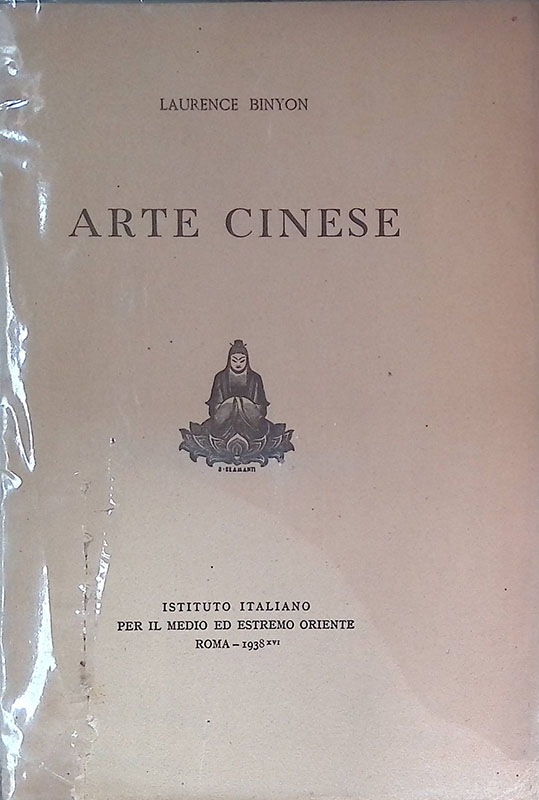 LAURENCE BINYON
ARTE CINESE
ISTITUTO ITALIANO
PER IL MEDIO ED ESTREMO ORIENTE
ROMA – 1938 XVI